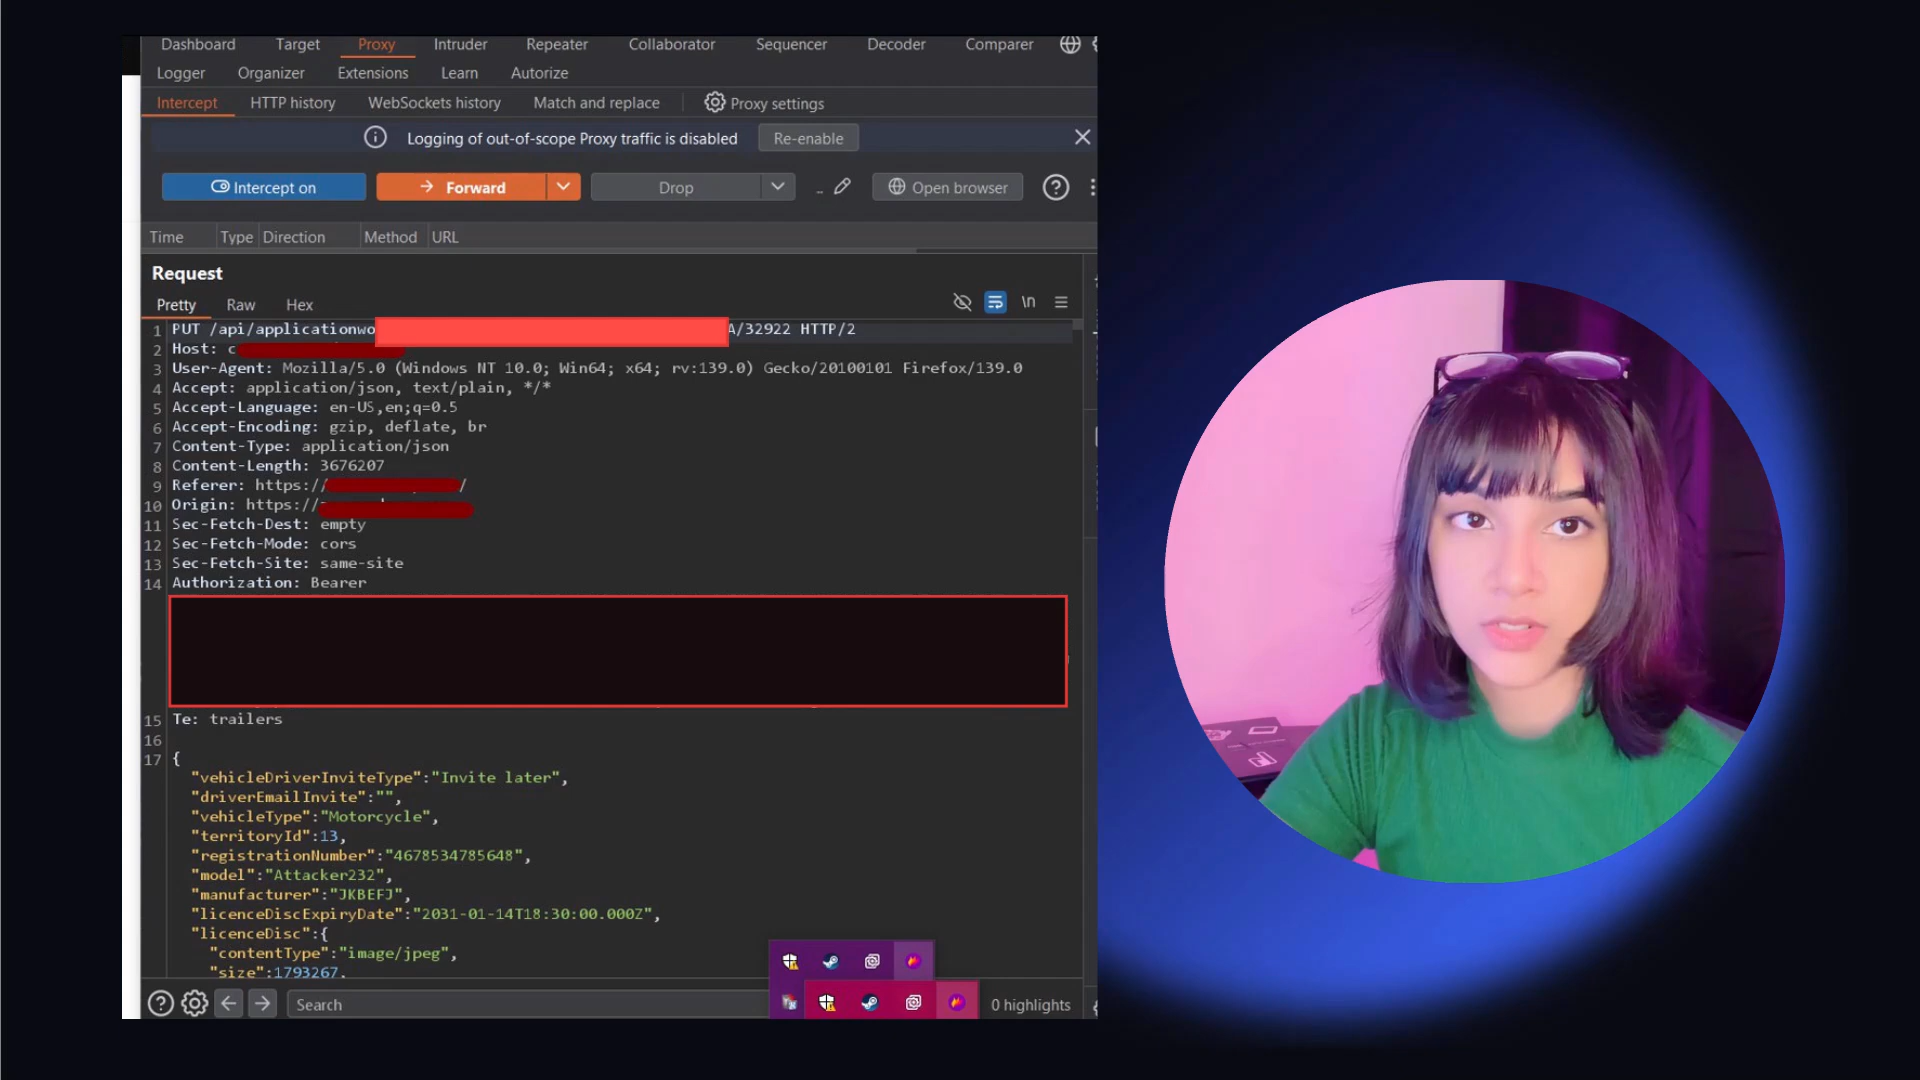 Dashboard Target Proxy Intruder Repeater Collaborator Sequencer Decoder Comparer
Logger Organizer Extensions Learn Autorize
Intercept HTTP history WebSockets history Match and replace Proxy settings
Logging of out-of-scope Proxy traffic is disabled Re-enable
Intercept on Forward Drop Open browser
Time Type Direction Method URL
Request
Pretty Raw Hex \n
1 PUT /api/applicationwo A/32922 HTTP/2
2 Host: c
3 User-Agent: Mozilla/5.0 (Windows NT 10.0; Win64; x64; rv:139.0) Gecko/20100101 Firefox/139.0
4 Accept: application/json, text/plain, */*
5 Accept-Language: en-US,en;q=0.5
6 Accept-Encoding: gzip, deflate, br
7 Content-Type: application/json
8 Content-Length: 3676207
9 Referer: https:// /
10 Origin: https://
11 Sec-Fetch-Dest: empty
12 Sec-Fetch-Mode: cors
13 Sec-Fetch-Site: same-site
14 Authorization: Bearer
15 Te: trailers
16
17 {
"vehicleDriverInviteType":"Invite later",
"driverEmailInvite":"",
"vehicleType":"Motorcycle",
"territoryId":13,
"registrationNumber":"4678534785648",
"model":"Attacker232",
"manufacturer":"JKBEFJ",
"licenceDiscExpiryDate":"2031-01-14T18:30:00.000Z",
"licenceDisc":{
"contentType":"image/jpeg",
"size":1793267,
Search 0 highlights